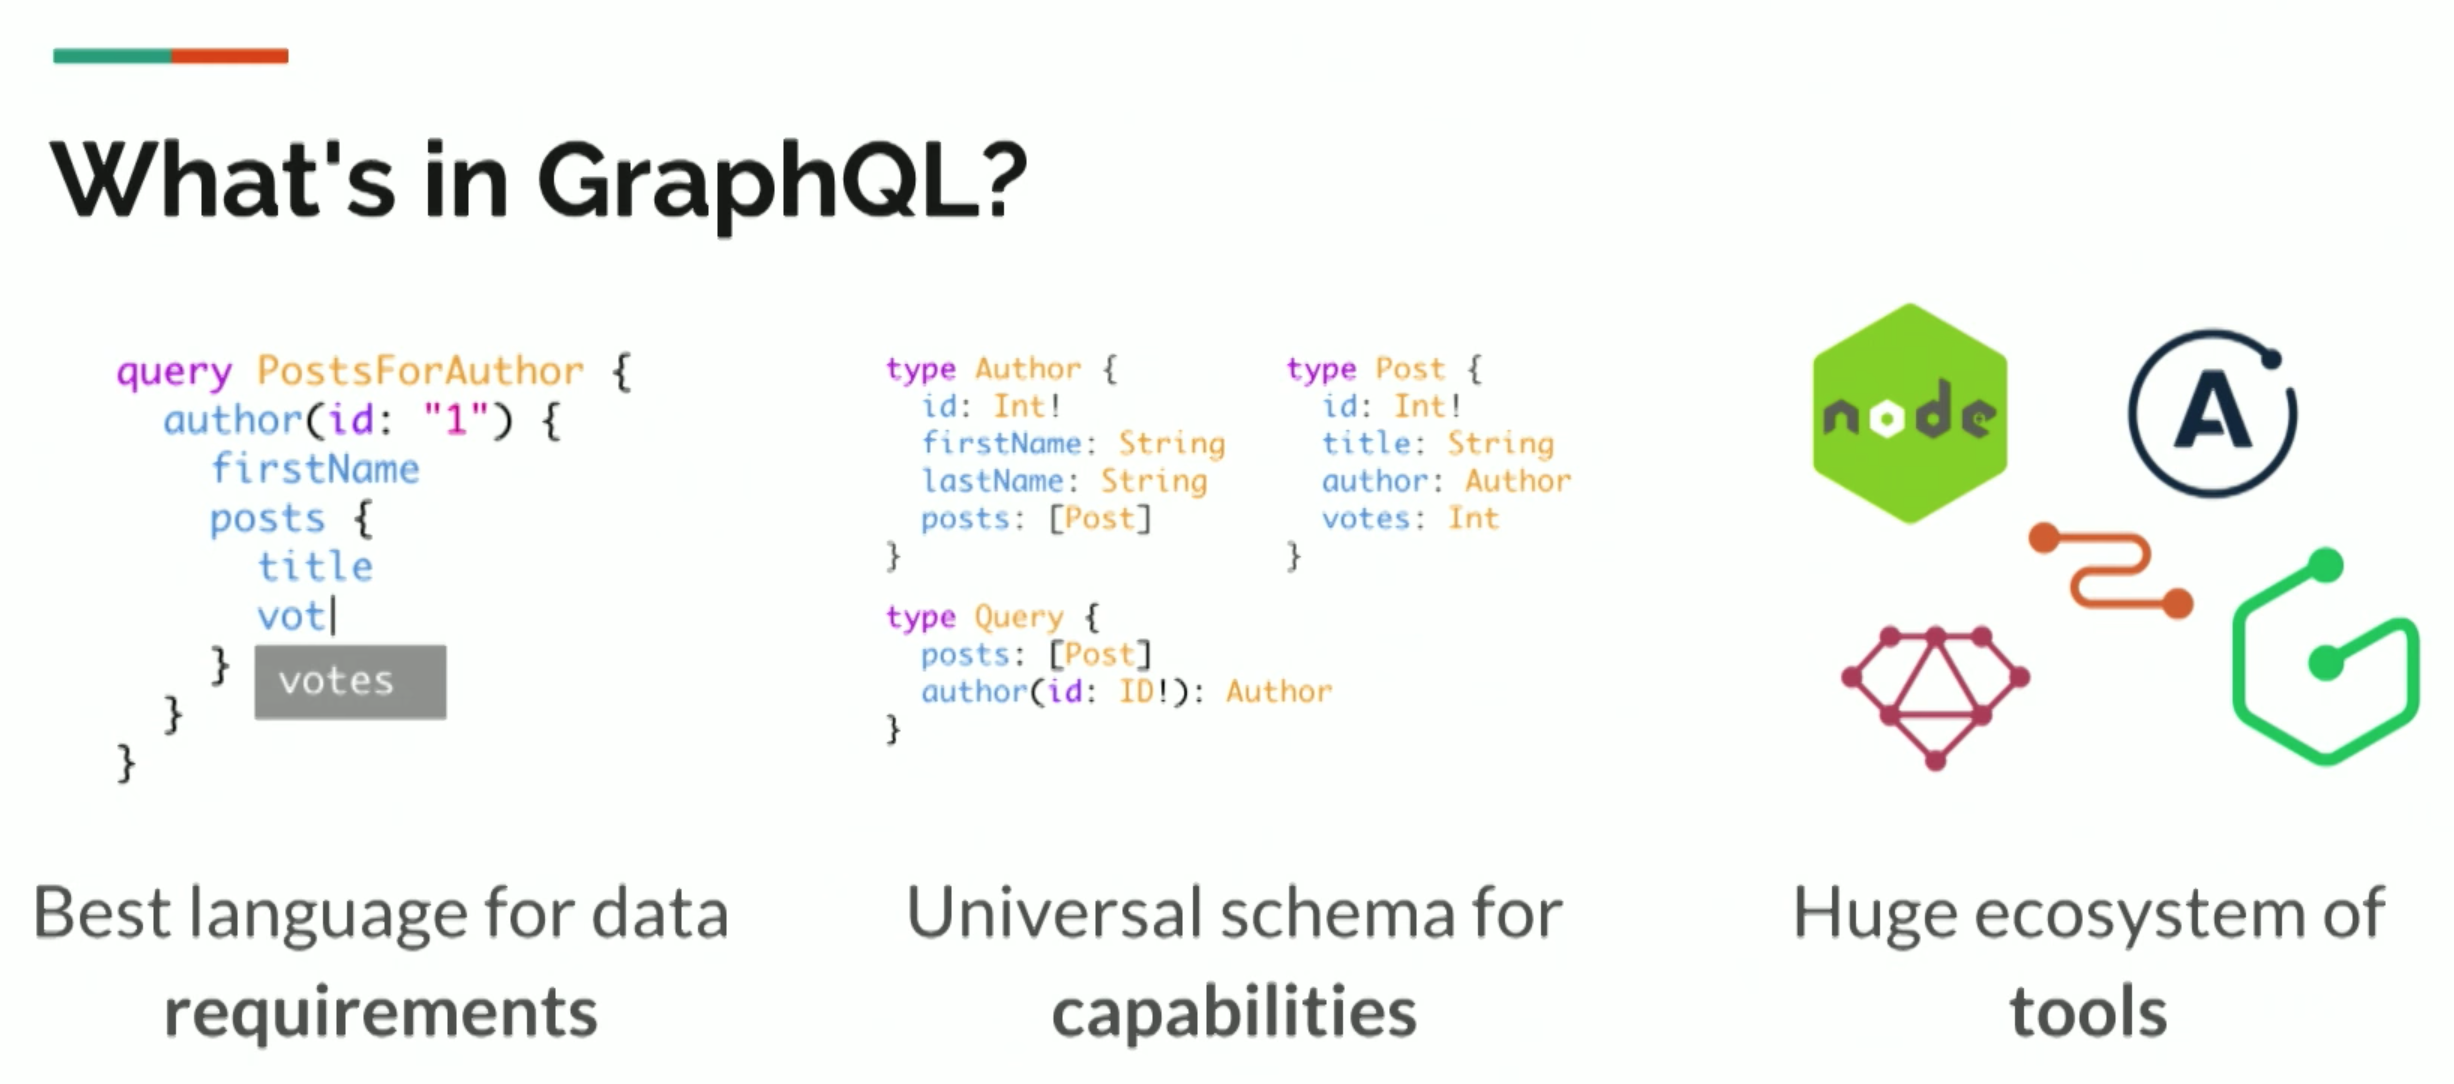 What's in GraphQL?
query PostsForAuthor {
  author(id: "1") {
    firstName
    posts {
      title
      vot
      votes
    }
  }
}
type Author {
  id: Int!
  firstName: String
  lastName: String
  posts: [Post]
}
type Post {
  id: Int!
  title: String
  author: Author
  votes: Int
}
type Query {
  posts: [Post]
  author(id: ID!): Author
}
node
A
Best language for data
requirements
Universal schema for
capabilities
Huge ecosystem of
tools